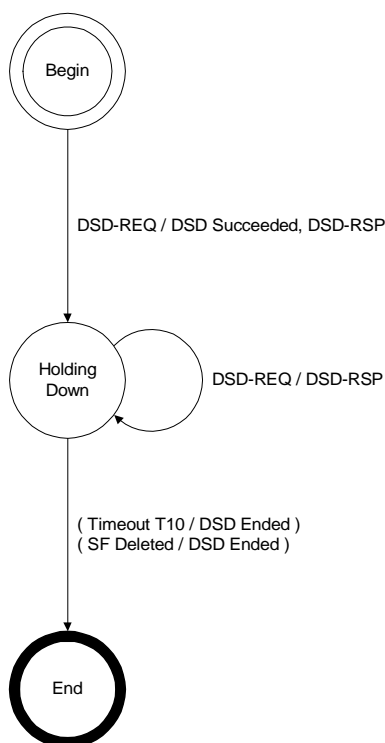 Begin
DSD-REQ / DSD Succeeded, DSD-RSP
Holding
Down
DSD-REQ / DSD-RSP
( Timeout T10 / DSD Ended )
( SF Deleted / DSD Ended )
End